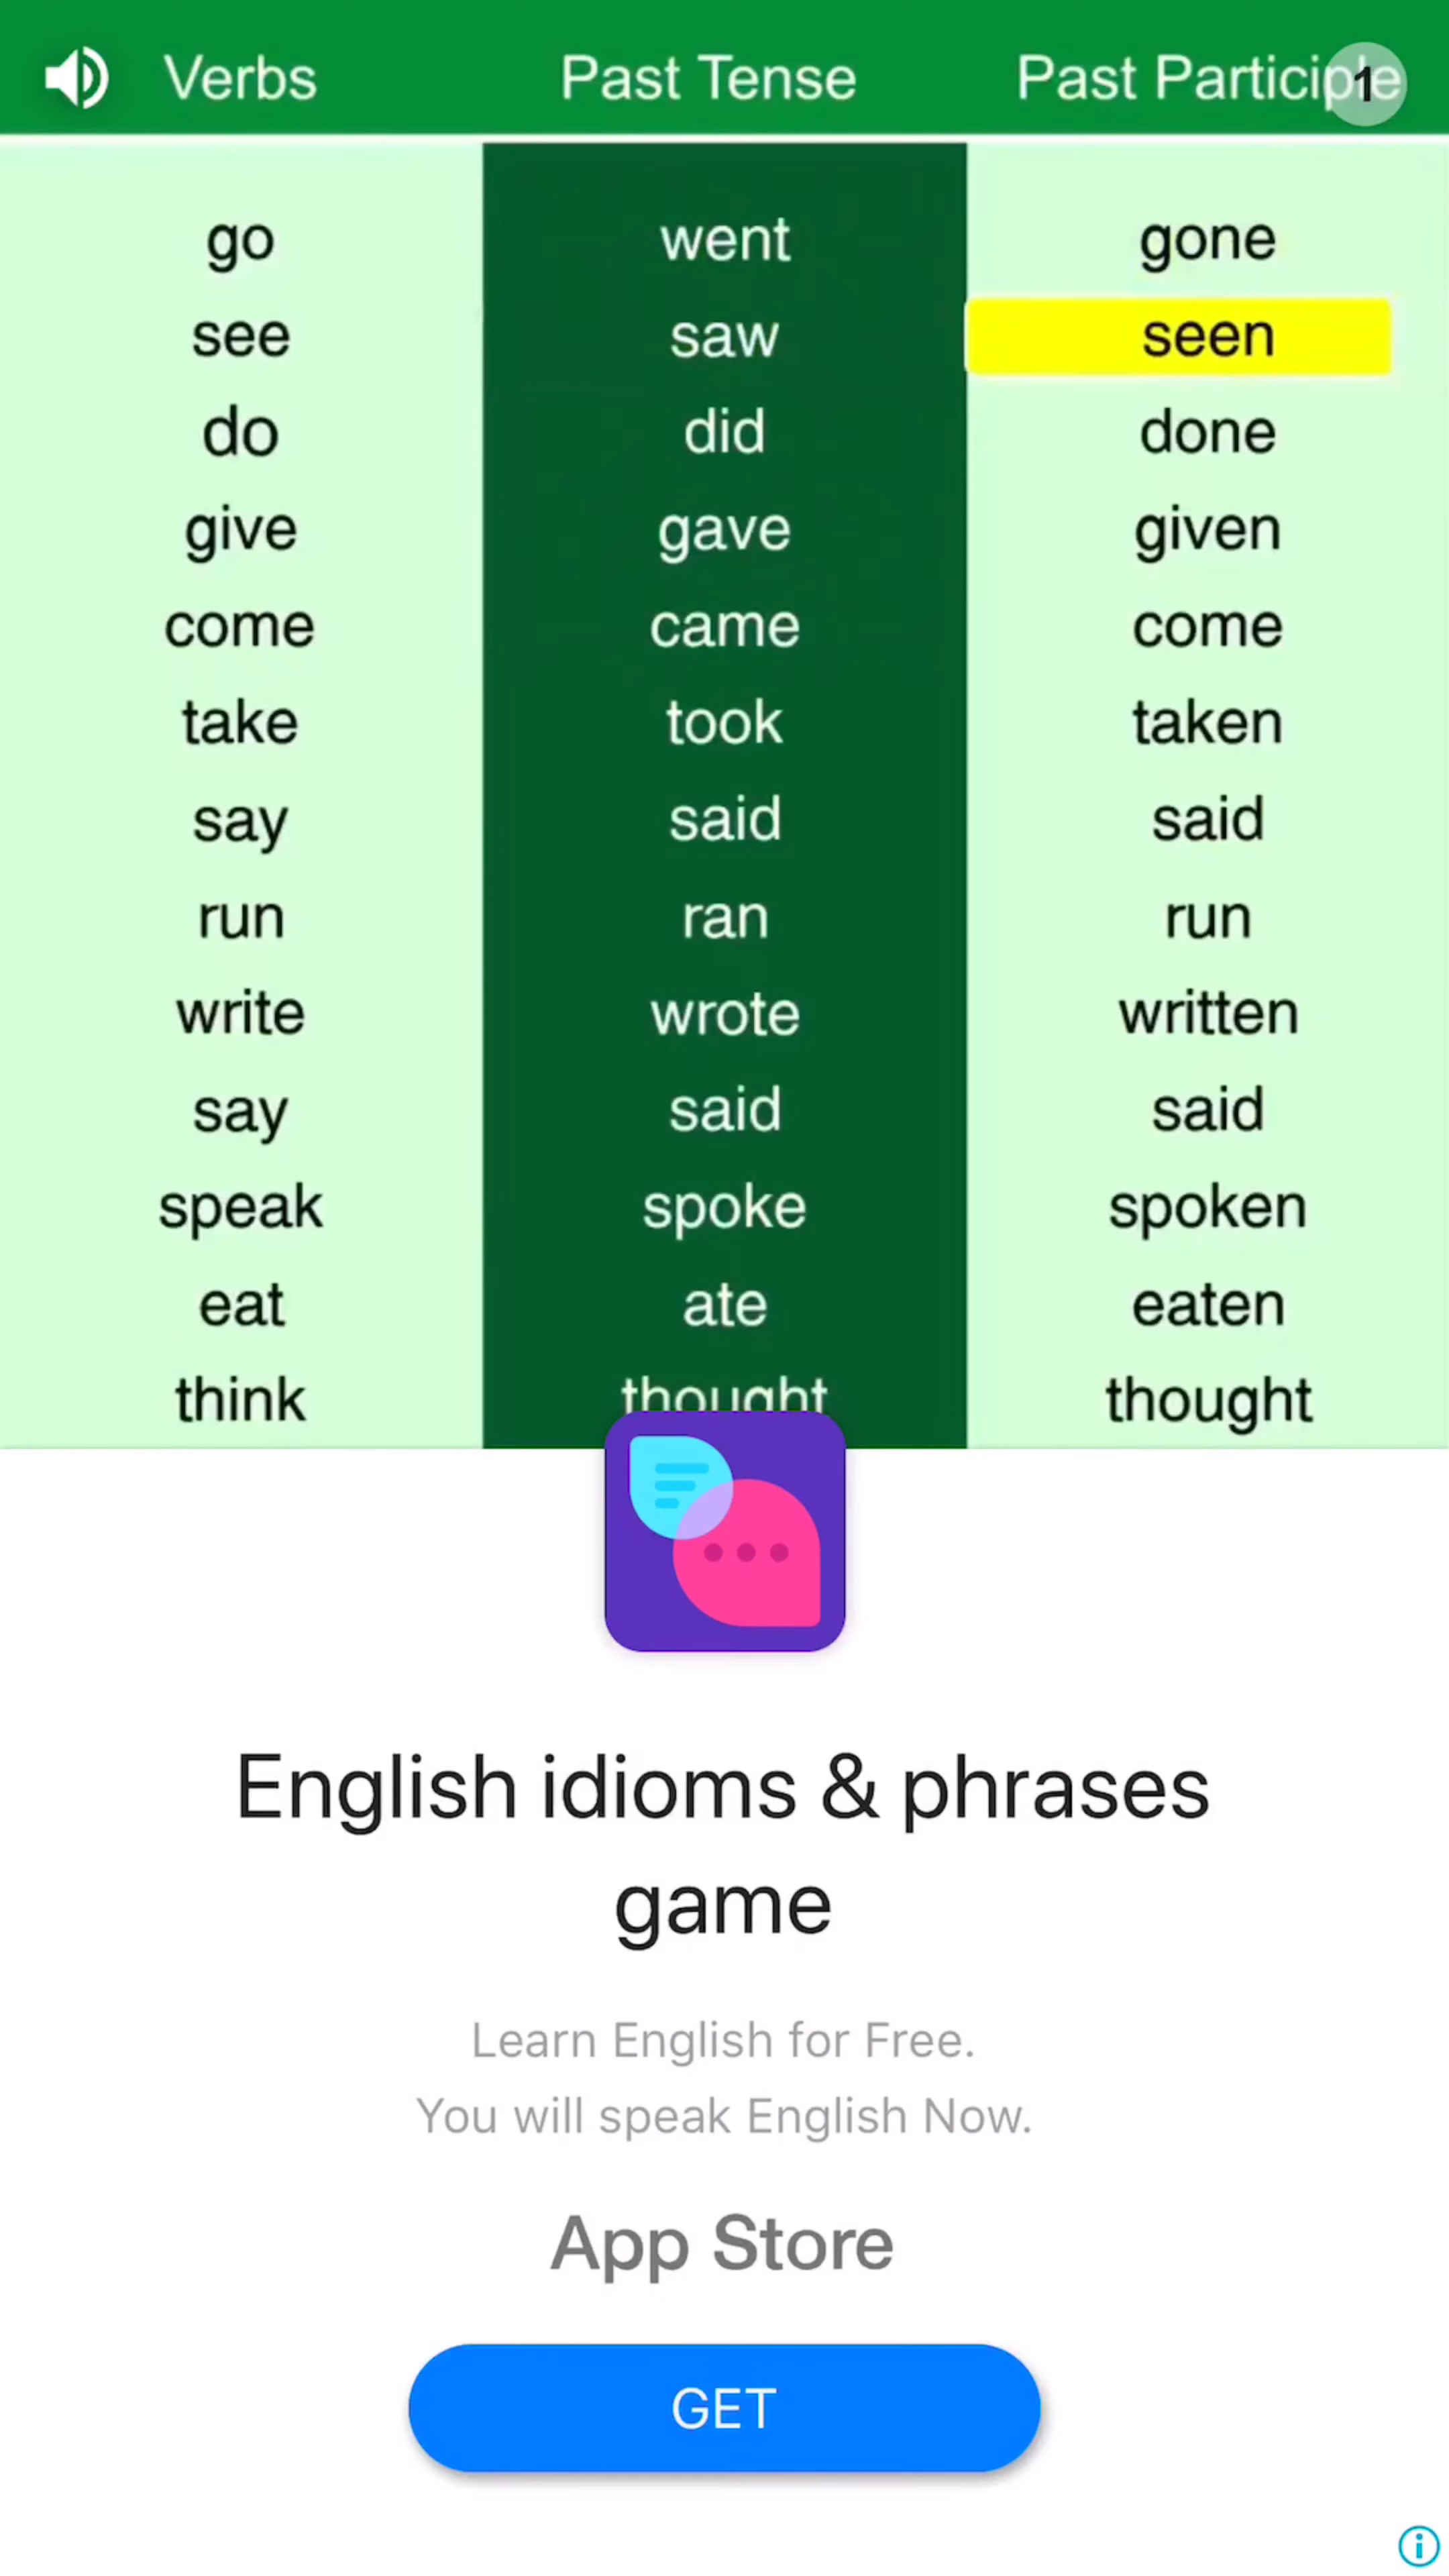 Verbs Past Tense Past Participle 1
go went gone
see saw seen
do did done
give gave given
come came come
take took taken
say said said
run ran run
write wrote written
say said said
speak spoke spoken
eat ate eaten
think thought thought
English idioms & phrases
game
Learn English for Free.
You will speak English Now.
App Store
GET